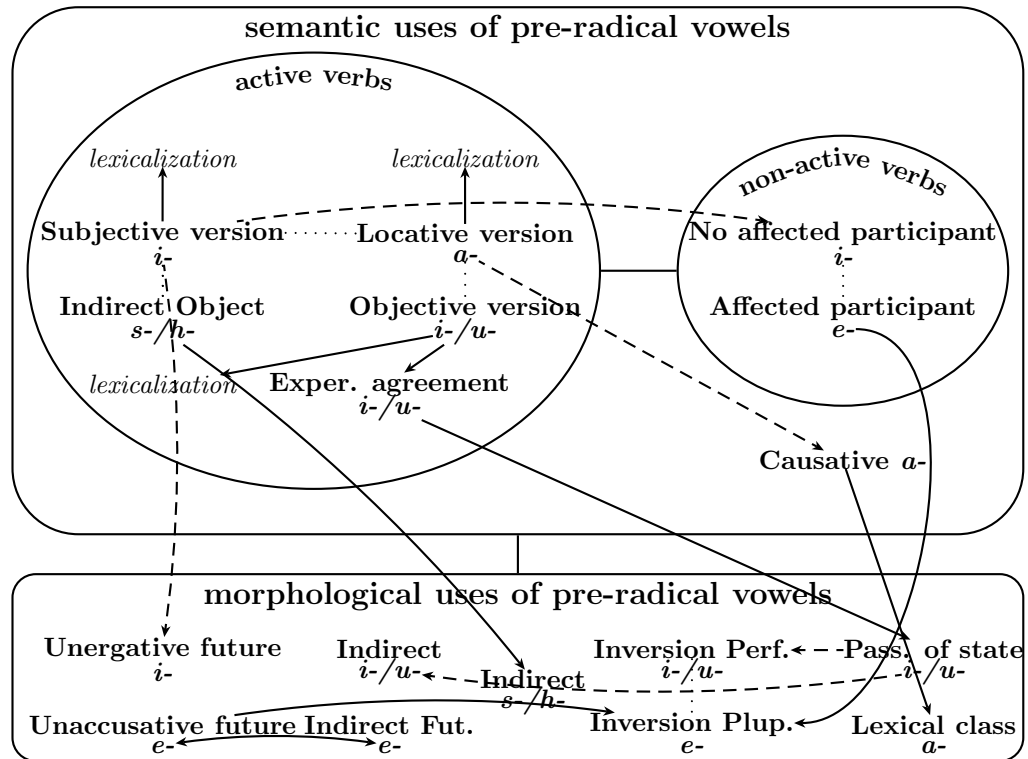 semantic uses of pre-radical vowels
active verbs
non-active verbs
lexicalization
lexicalization
Subjective version
i-
Locative version
a-
No affected participant
i-
Indirect Object
s-/h-
Objective version
i-/u-
Affected participant
e-
lexicalization
Exper. agreement
i-/u-
Causative a-
morphological uses of pre-radical vowels
Unergative future
i-
Indirect
i-/u-
Indirect
s-/h-
Inversion Perf.
i-/u-
Pass. of state
i-/u-
Unaccusative future
e-
Indirect Fut.
e-
Inversion Plup.
e-
Lexical class
a-